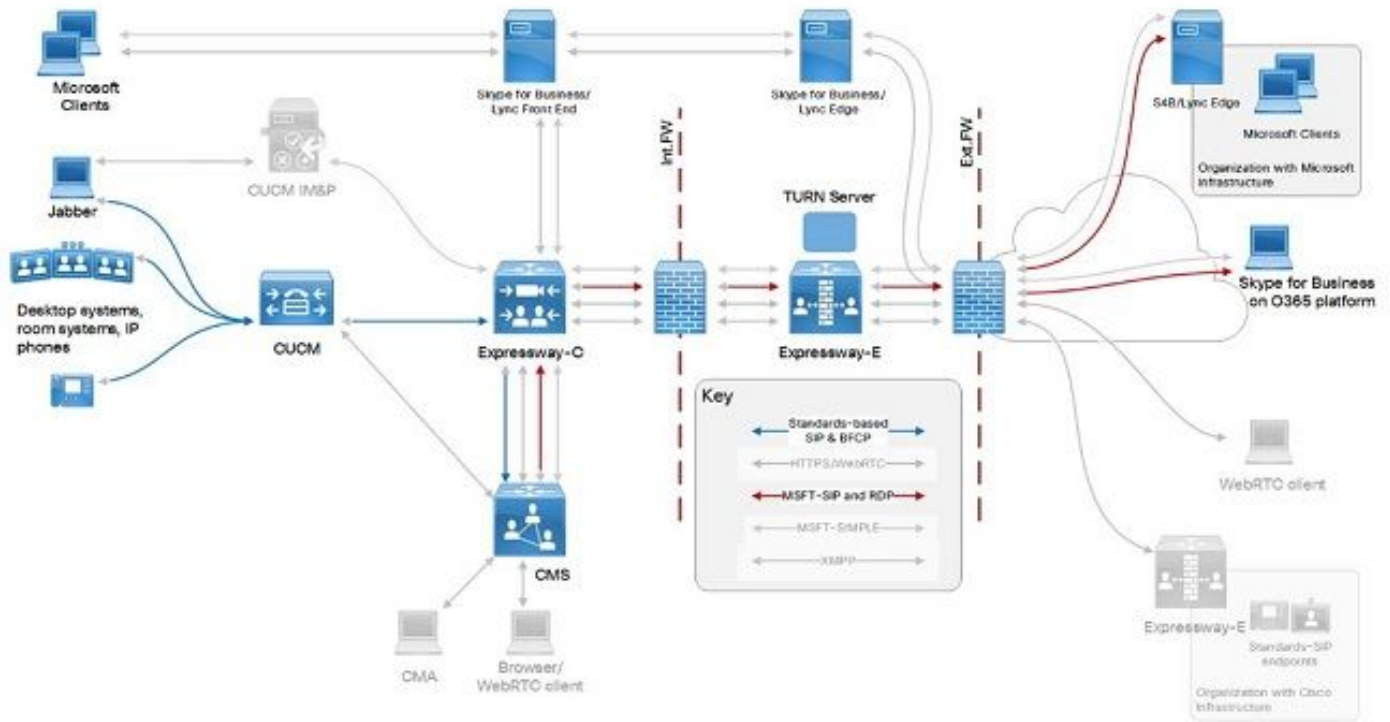 Microsoft
Clients
Skype for Business/
Lync Front End
Skype for Business/
Lync Edge
S4B/Lync Edge
Microsoft Clients
Organization with Microsoft
Infrastructure
Int.FW
Ext.FW
CUCM IM&P
Jabber
TURN Server
Desktop systems,
room systems, IP
phones
CUCM
Expressway-C
Expressway-E
Skype for Business
on O365 platform
Key
Standards-based
SIP & BFCP
HTTPS/WebRTC
MSFT-SIP and RDP
MSFT-SIMPLE
XMPP
WebRTC client
CMS
CMA
Browser/
WebRTC client
Expressway-E
Standards-SIP
endpoints
Organization with Cisco
Infrastructure